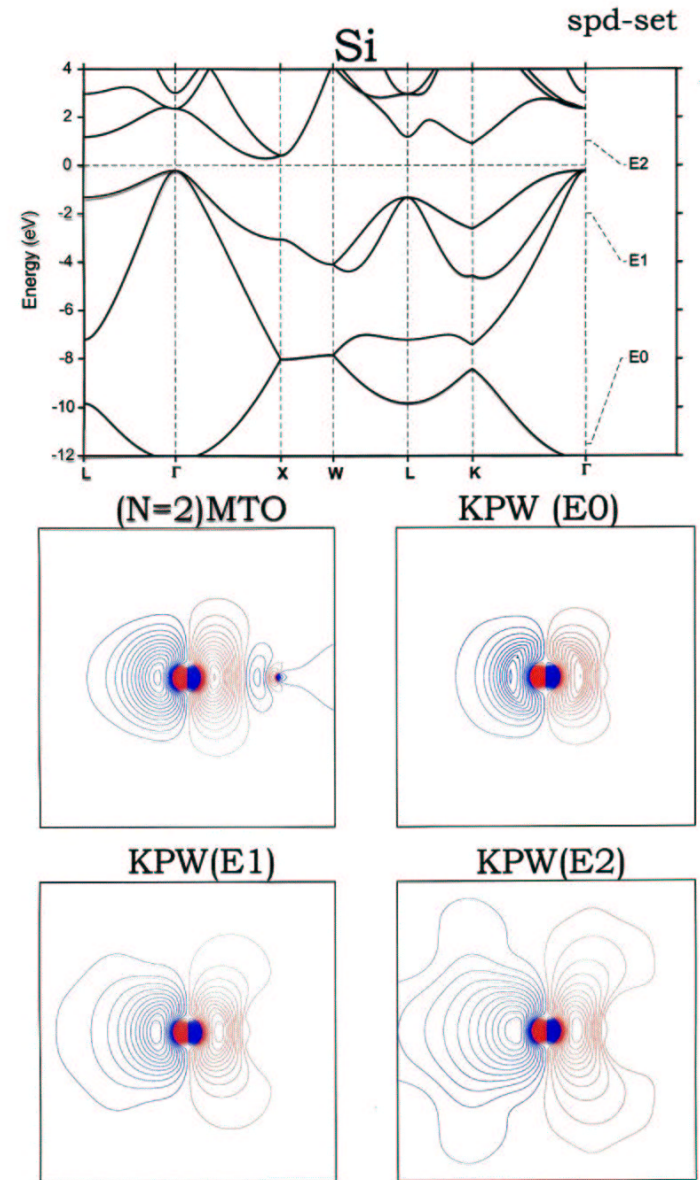 spd-set
Si
4
2
0
-2
-4
-6
-8
-10
-12
Energy (eV)
E2
E1
E0
L Γ X W L K Γ
(N=2)MTO KPW (E0)
KPW(E1) KPW(E2)